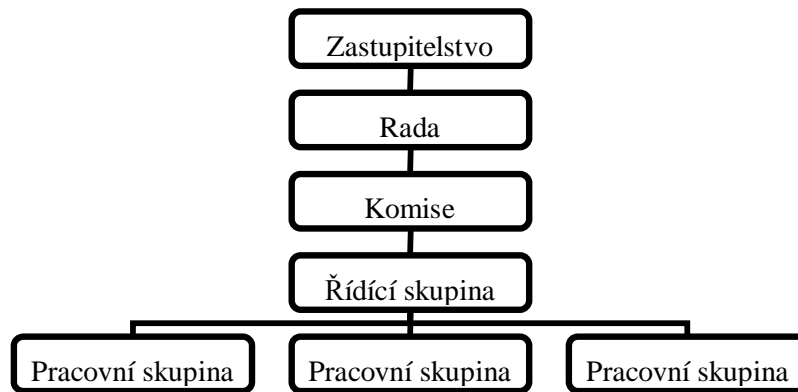 Zastupitelstvo
Rada
Komise
Řídící skupina
Pracovní skupina
Pracovní skupina
Pracovní skupina